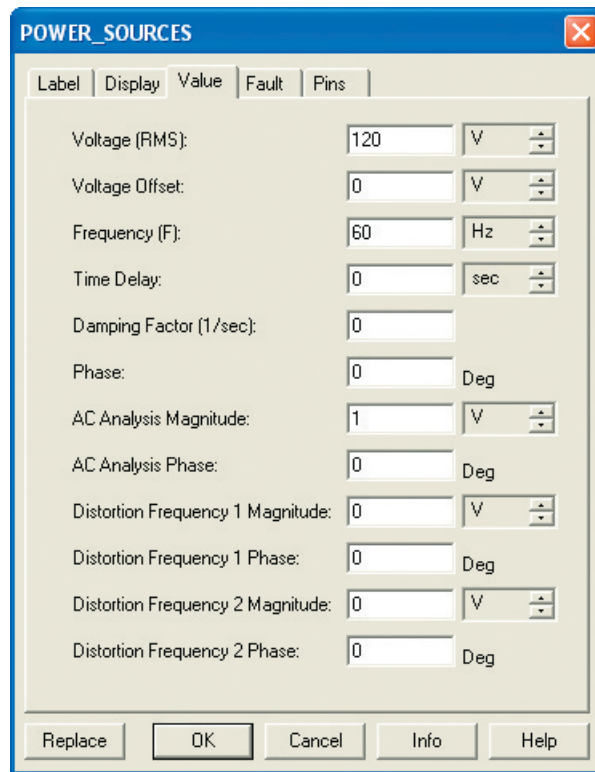 POWER_SOURCES
Label Display Value Fault Pins
Voltage (RMS): 120 V
Voltage Offset: 0 V
Frequency (F): 60 Hz
Time Delay: 0 sec
Damping Factor (1/sec): 0
Phase: 0 Deg
AC Analysis Magnitude: 1 V
AC Analysis Phase: 0 Deg
Distortion Frequency 1 Magnitude: 0 V
Distortion Frequency 1 Phase: 0 Deg
Distortion Frequency 2 Magnitude: 0 V
Distortion Frequency 2 Phase: 0 Deg
Replace OK Cancel Info Help